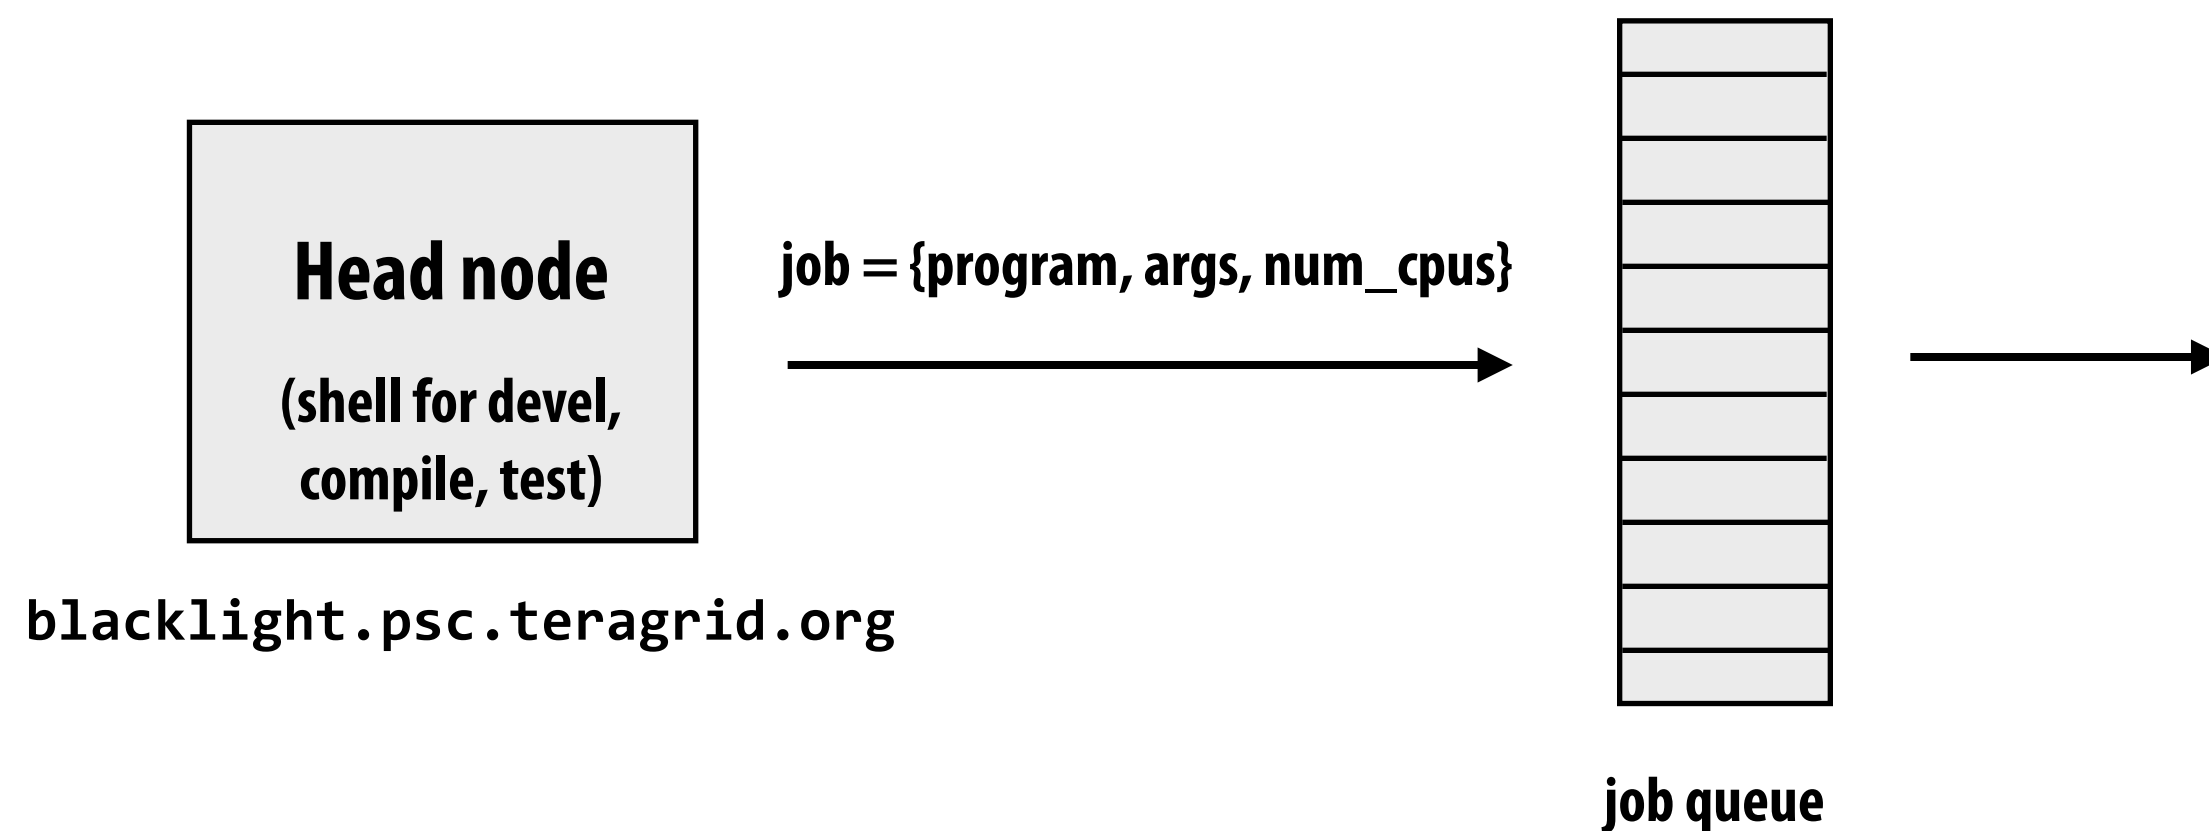 Head node
(shell for devel,
compile, test)
blacklight.psc.teragrid.org
job = {program, args, num_cpus}
job queue